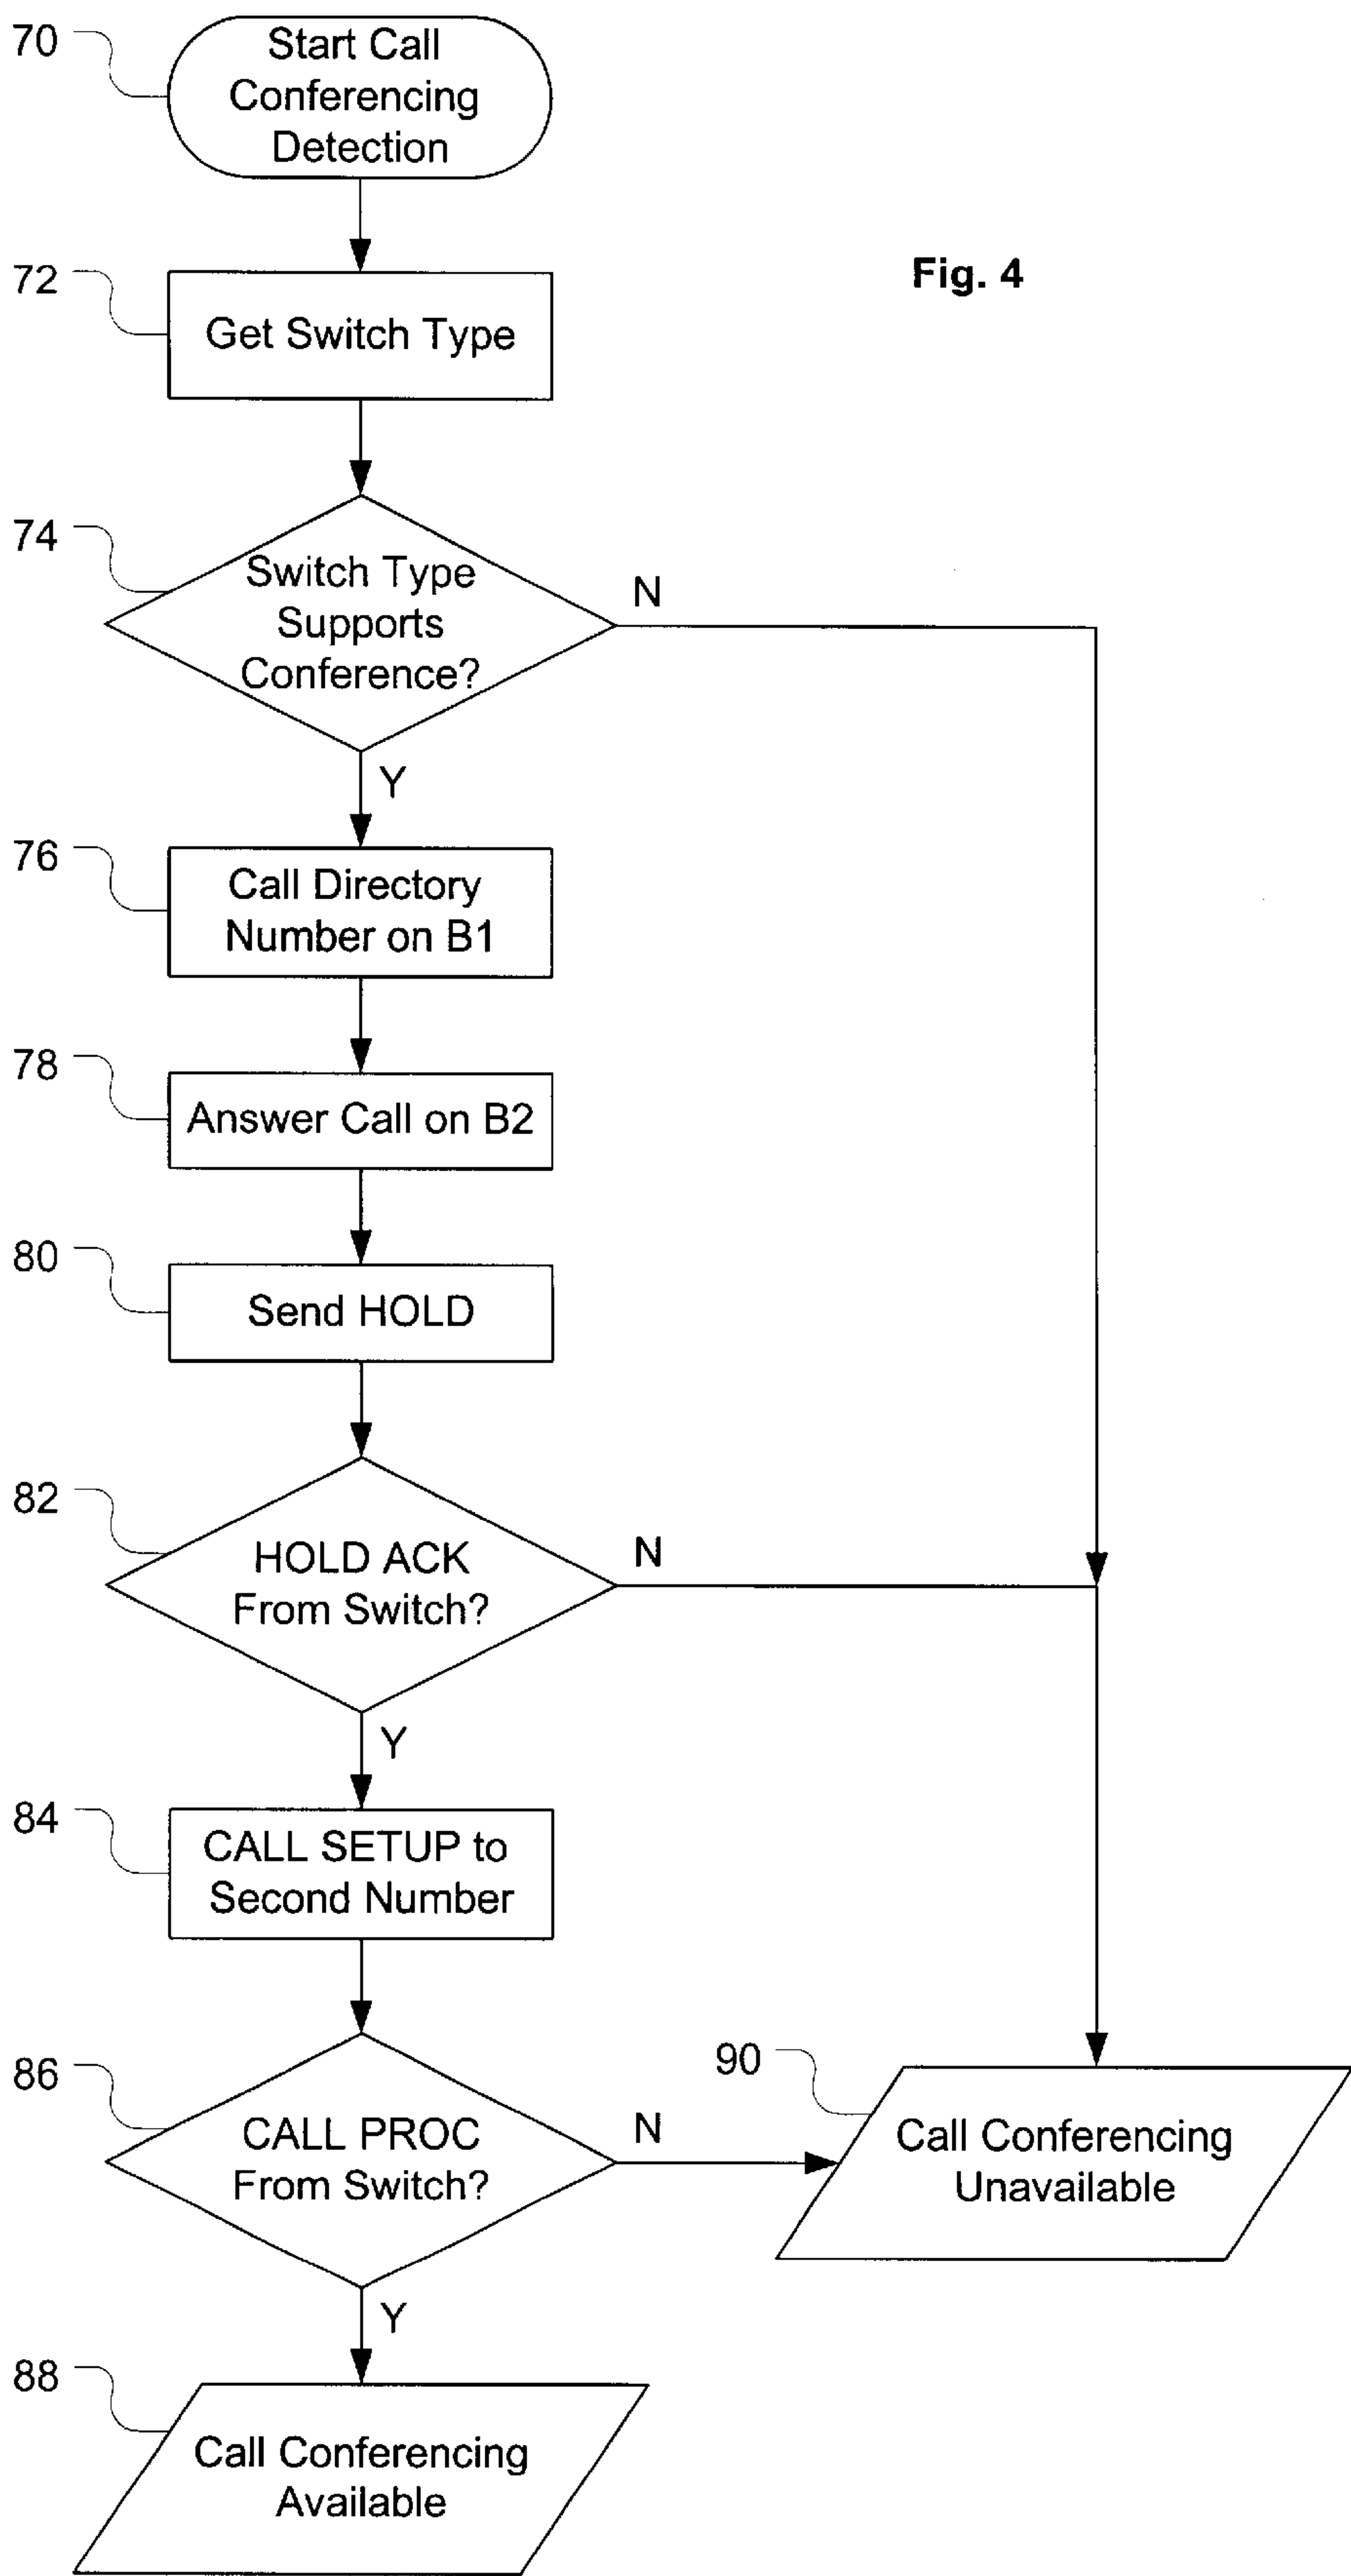 70
Start Call
Conferencing
Detection
Fig. 4
72
Get Switch Type
74
Switch Type
Supports
Conference?
N
Y
76
Call Directory
Number on B1
78
Answer Call on B2
80
Send HOLD
82
HOLD ACK
From Switch?
N
Y
84
CALL SETUP to
Second Number
86
CALL PROC
From Switch?
N
90
Call Conferencing
Unavailable
Y
88
Call Conferencing
Available